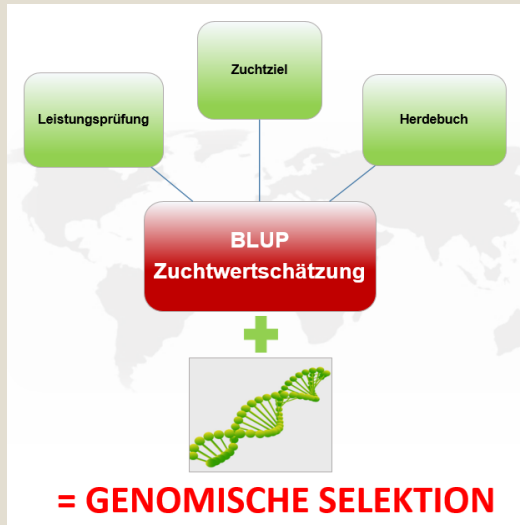 Zuchtziel
Leistungsprüfung
Herdebuch
BLUP
Zuchtwertschätzung
= GENOMISCHE SELEKTION